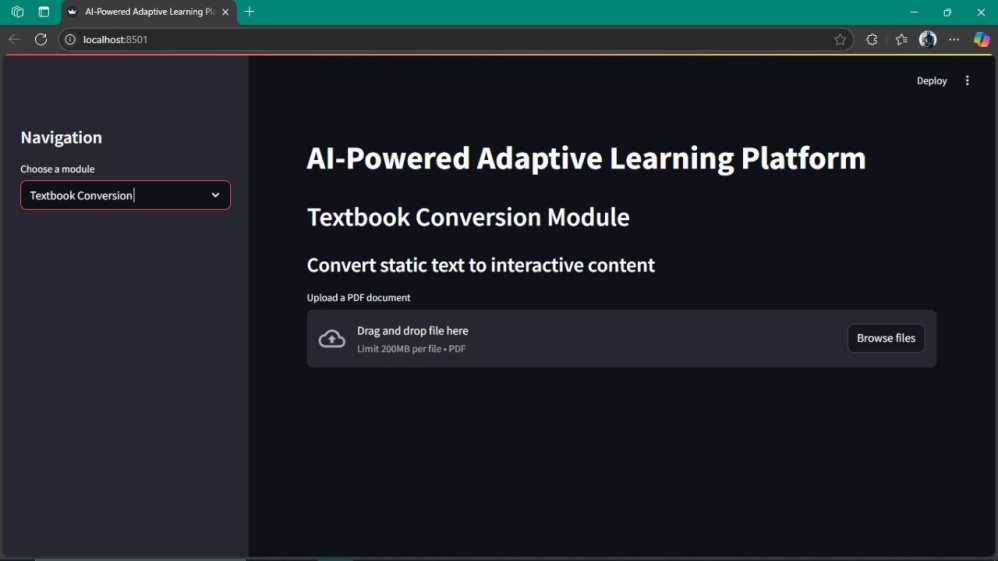 AI-Powered Adaptive Learning Pl
localhost:8501
Deploy
Navigation
Choose a module
Textbook Conversion
AI-Powered Adaptive Learning Platform
Textbook Conversion Module
Convert static text to interactive content
Upload a PDF document
Drag and drop file here
Limit 200MB per file • PDF
Browse files